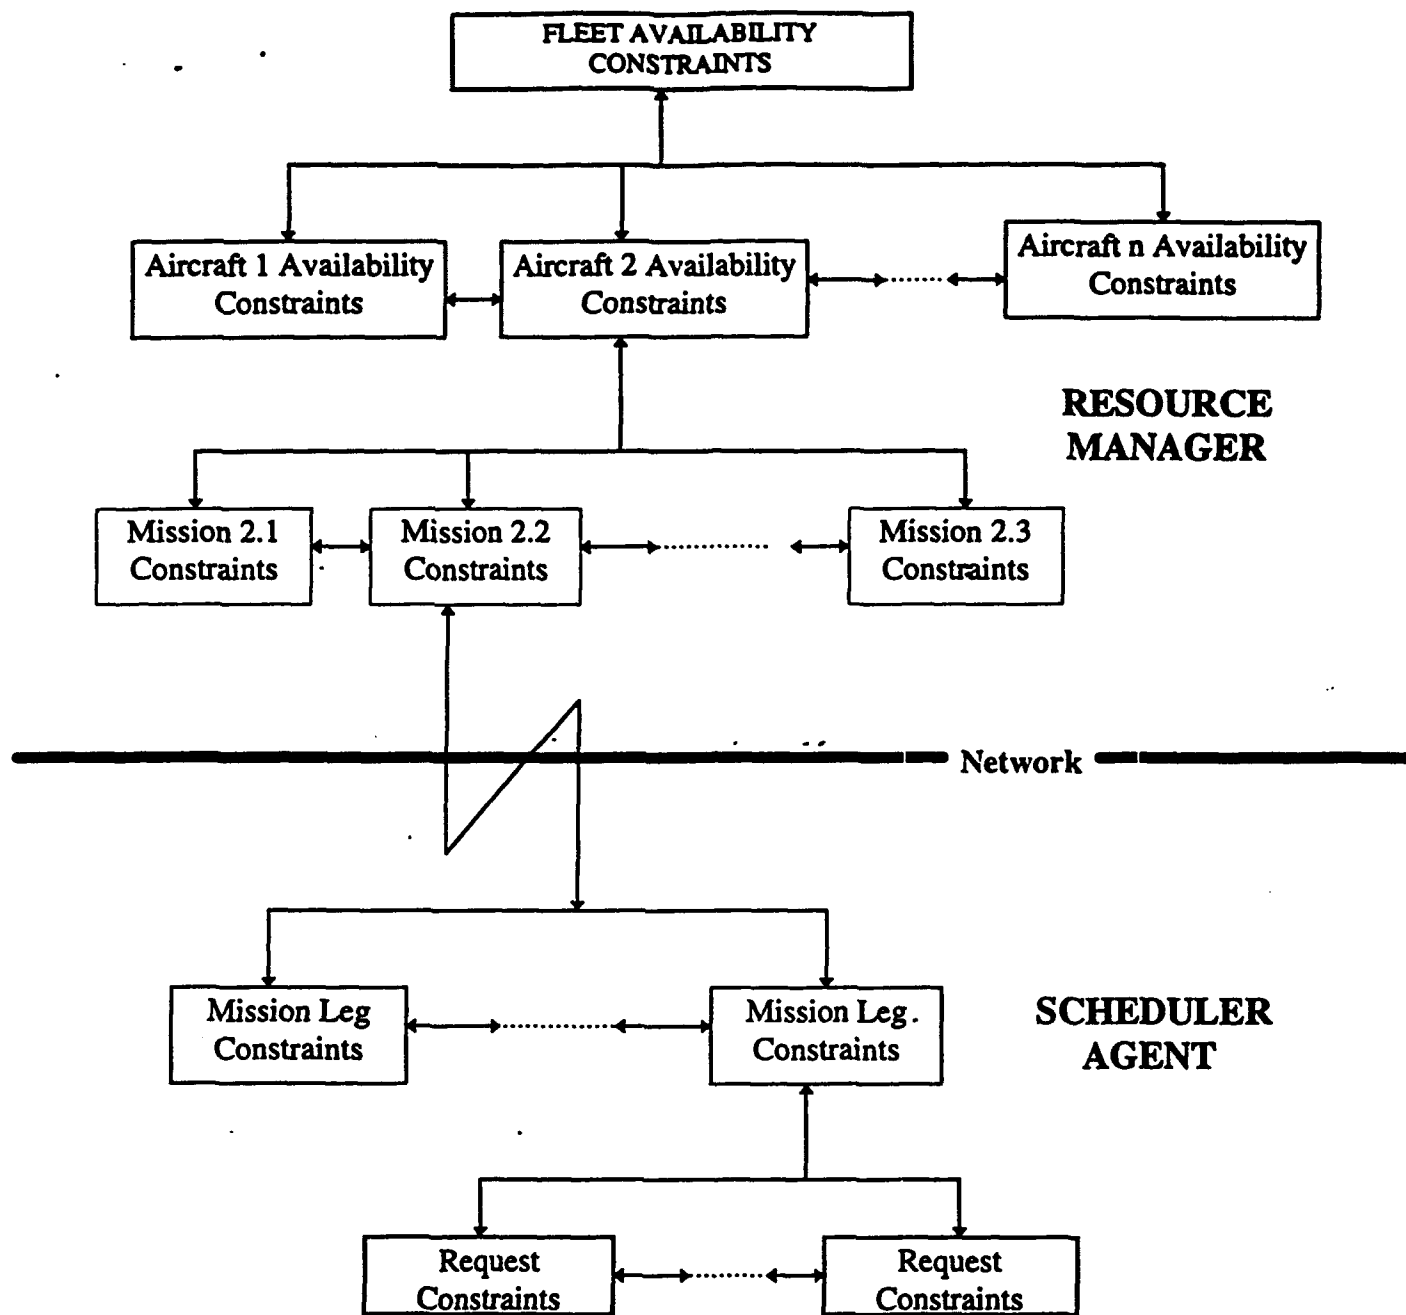 FLEET AVAILABILITY
CONSTRAINTS
Aircraft 1 Availability
Constraints
Aircraft 2 Availability
Constraints
Aircraft n Availability
Constraints
RESOURCE
MANAGER
Mission 2.1
Constraints
Mission 2.2
Constraints
Mission 2.3
Constraints
Network
Mission Leg
Constraints
Mission Leg
Constraints
SCHEDULER
AGENT
Request
Constraints
Request
Constraints